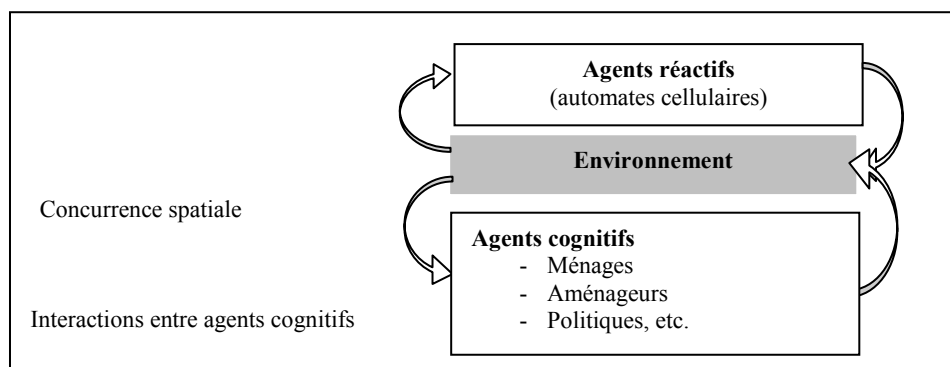 Agents réactifs
(automates cellulaires)
Environnement
Concurrence spatiale
Agents cognitifs
- Ménages
- Aménageurs
- Politiques, etc.
Interactions entre agents cognitifs